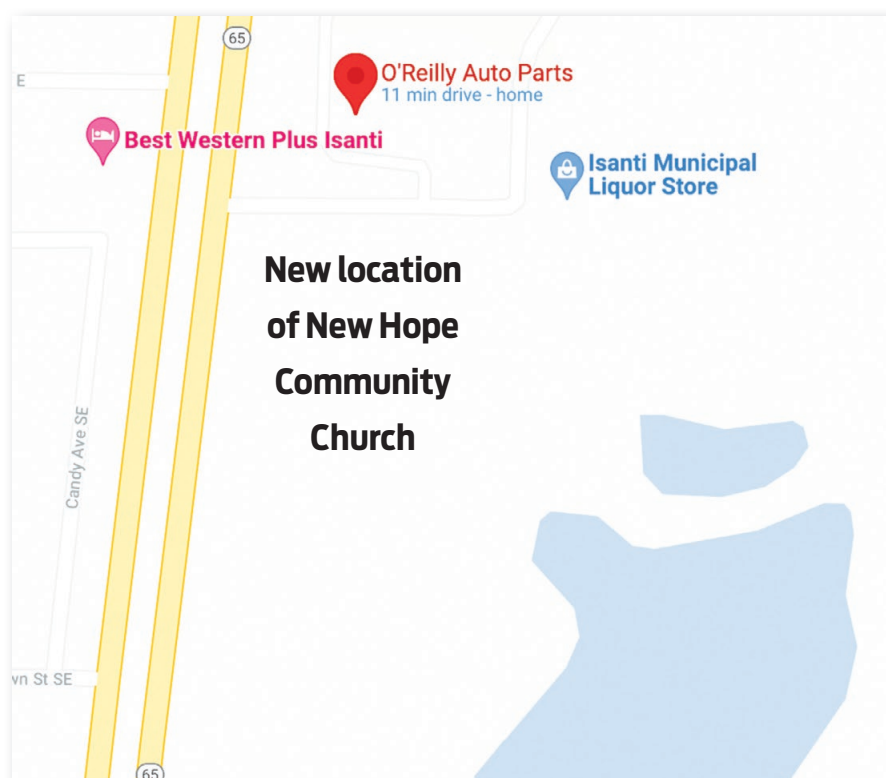 65
E
O'Reilly Auto Parts
11 min drive - home
Best Western Plus Isanti
Isanti Municipal
Liquor Store
New location
of New Hope
Community
Church
Candy Ave SE
St SE
65